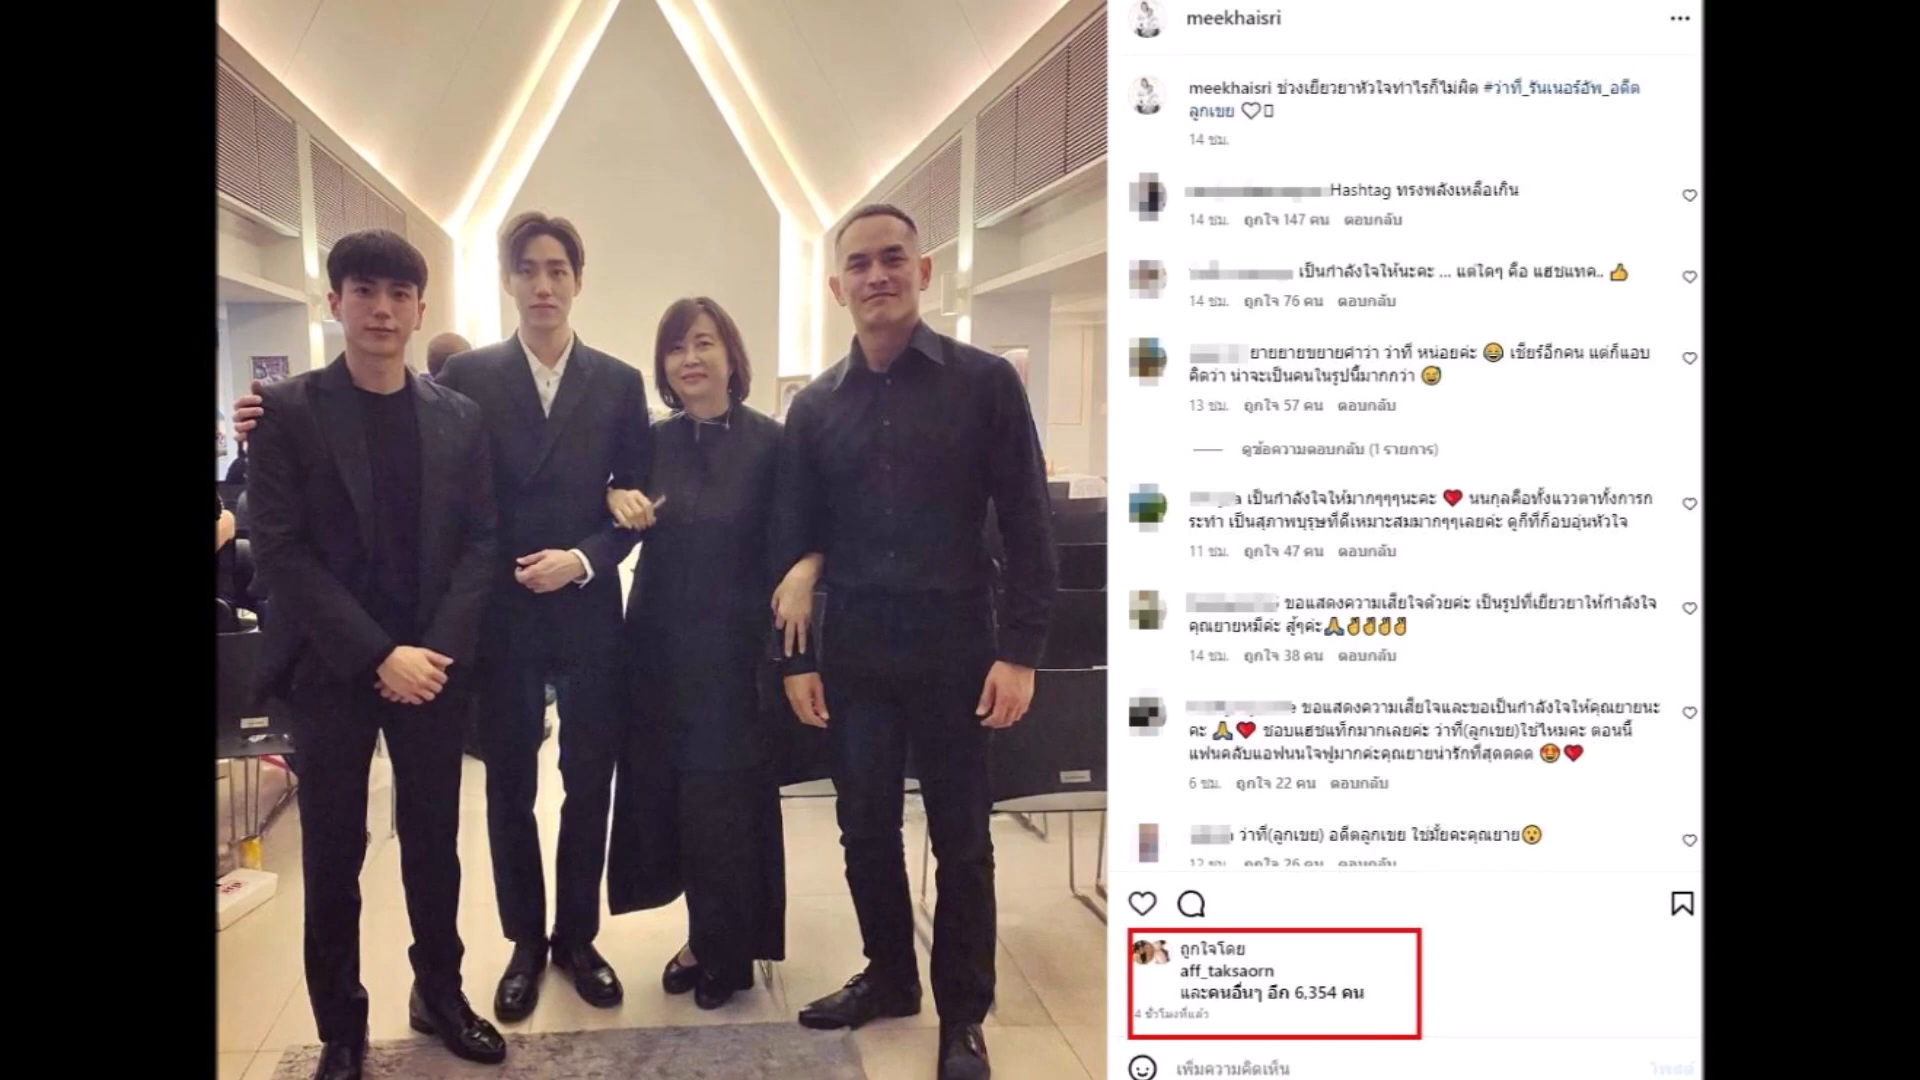 meekhaisri
meekhaisri ช่วงเยียวยาหัวใจทำไรก็ไม่ผิด #ว่าที่_รันเนอร์อัพ_อดีต
ลูกเขย
14 ชม.
Hashtag ทรงพลังเหลือเกิน
14 ชม. ถูกใจ 147 คน ตอบกลับ
เป็นกำลังใจให้นะคะ ... แต่ใดๆ คือ แฮชแทค.. 👍
14 ชม. ถูกใจ 76 คน ตอบกลับ
ยายยายขยายคำว่า ว่าที่ หน่อยค่ะ 😂 เชียร์อีกคน แต่ก็แอบ
คิดว่า น่าจะเป็นคนในรูปนี้มากกว่า 😅
13 ชม. ถูกใจ 57 คน ตอบกลับ
ดูข้อความตอบกลับ (1 รายการ)
เป็นกำลังใจให้มากๆๆๆนะคะ ❤️ นนกุลคือทั้งแววตาทั้งการก
ระทำ เป็นสุภาพบุรุษที่ดีเหมาะสมมากๆๆเลยค่ะ ดูกี่ทีก็อบอุ่นหัวใจ
11 ชม. ถูกใจ 47 คน ตอบกลับ
ขอแสดงความเสียใจด้วยค่ะ เป็นรูปที่เยียวยาให้กำลังใจ
คุณยายหมีค่ะ สู้ๆค่ะ🙏✌️✌️✌️✌️
14 ชม. ถูกใจ 38 คน ตอบกลับ
ขอแสดงความเสียใจและขอเป็นกำลังใจให้คุณยายนะ
คะ 🙏❤️ ชอบแฮชแท็กมากเลยค่ะ ว่าที่(ลูกเขย)ใช่ไหมคะ ตอนนี้
แฟนคลับแอฟนนใจฟูมากค่ะคุณยายน่ารักที่สุดดดด 🥰❤️
6 ชม. ถูกใจ 22 คน ตอบกลับ
ว่าที่(ลูกเขย) อดีตลูกเขย ใช่มั้ยคะคุณยาย😮
12 ชม. ถูกใจ 26 คน ตอบกลับ
ถูกใจโดย
aff_taksaorn
และคนอื่นๆ อีก 6,354 คน
4 ชั่วโมงที่แล้ว
เพิ่มความคิดเห็น
โพสต์